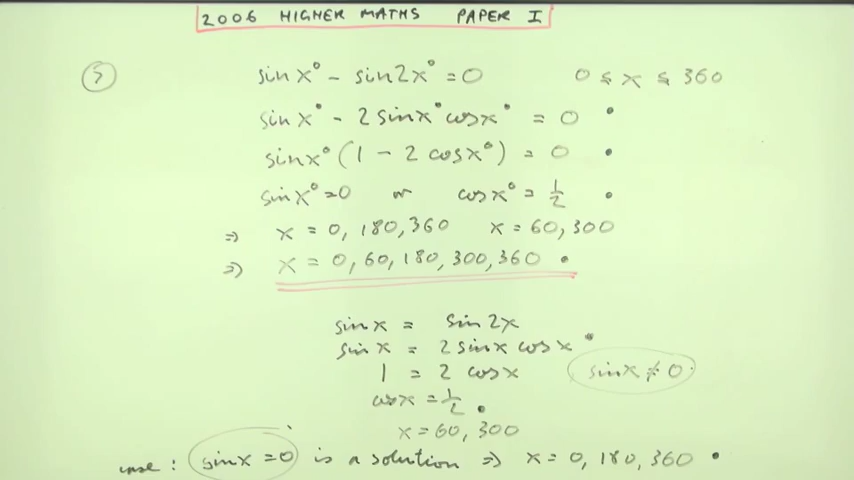 2006 HIGHER MATHS PAPER I
5 sin x° - sin 2x° = 0 0 ≤ x ≤ 360
sin x° - 2 sin x° cos x° = 0 •
sin x° (1 - 2 cos x°) = 0 •
sin x° = 0 or cos x° = 1/2 •
⇒ x = 0, 180, 360 x = 60, 300
⇒ x = 0, 60, 180, 300, 360 •
sin x = sin 2x
sin x = 2 sin x cos x •
1 = 2 cos x sin x ≠ 0
cos x = 1/2 •
x = 60, 300
case : sin x = 0 is a solution ⇒ x = 0, 180, 360 •